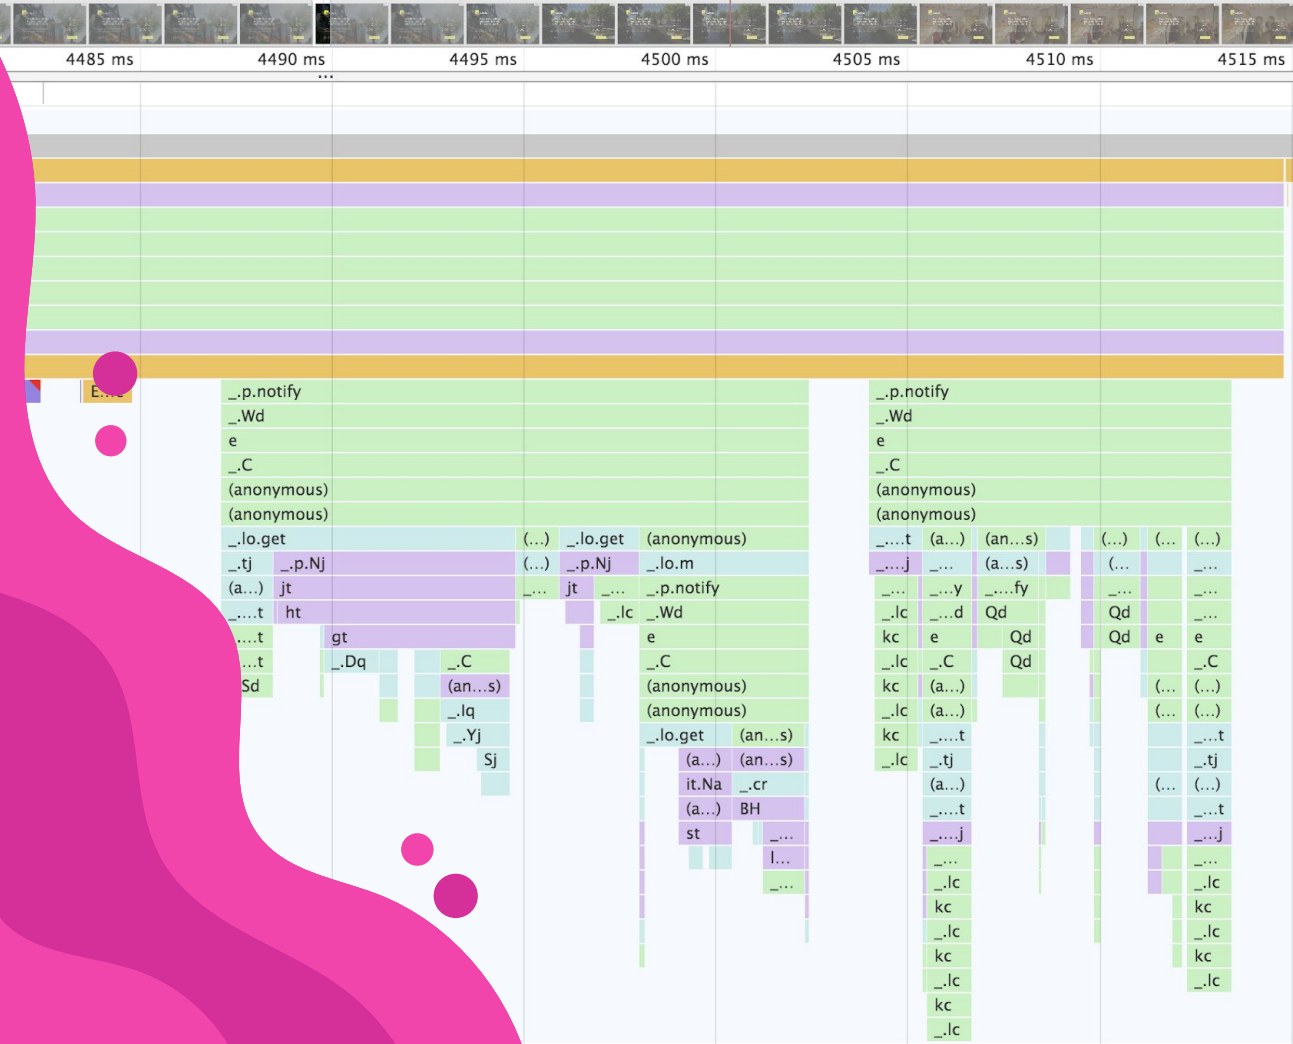 4485 ms 4490 ms 4495 ms 4500 ms 4505 ms 4510 ms 4515 ms
...
_.p.notify _.p.notify
_.Wd _.Wd
e e
_.C _.C
(anonymous) (anonymous)
(anonymous) (anonymous)
_.lo.get (...) _.lo.get (anonymous) _....t (a...) (an...s) (...) (... (...)
_.tj _.p.Nj (...) _.p.Nj _.lo.m _....j _... (a...s) (... _...
(a...) jt _... jt _... _.p.notify _... _...y _....fy _... _...
_....t ht _.lc _.Wd _.lc _...d Qd Qd _...
....t gt e kc e Qd Qd e e
...t _.Dq _.C _.C _.lc _.C Qd _.C
Sd (an...s) (anonymous) kc (a...) (... (...)
_.Iq (anonymous) _.lc (a...) (... (...)
_.Yj _.lo.get (an...s) kc _....t _...t
Sj (a...) (an...s) _.lc _.tj _.tj
it.Na _.cr (a...) (... (...)
(a...) BH _....t _...t
st _... _....j _...j
l... _... _...
_... _.lc _.lc
kc kc
_.lc _.lc
kc kc
_.lc _.lc
kc
_.lc